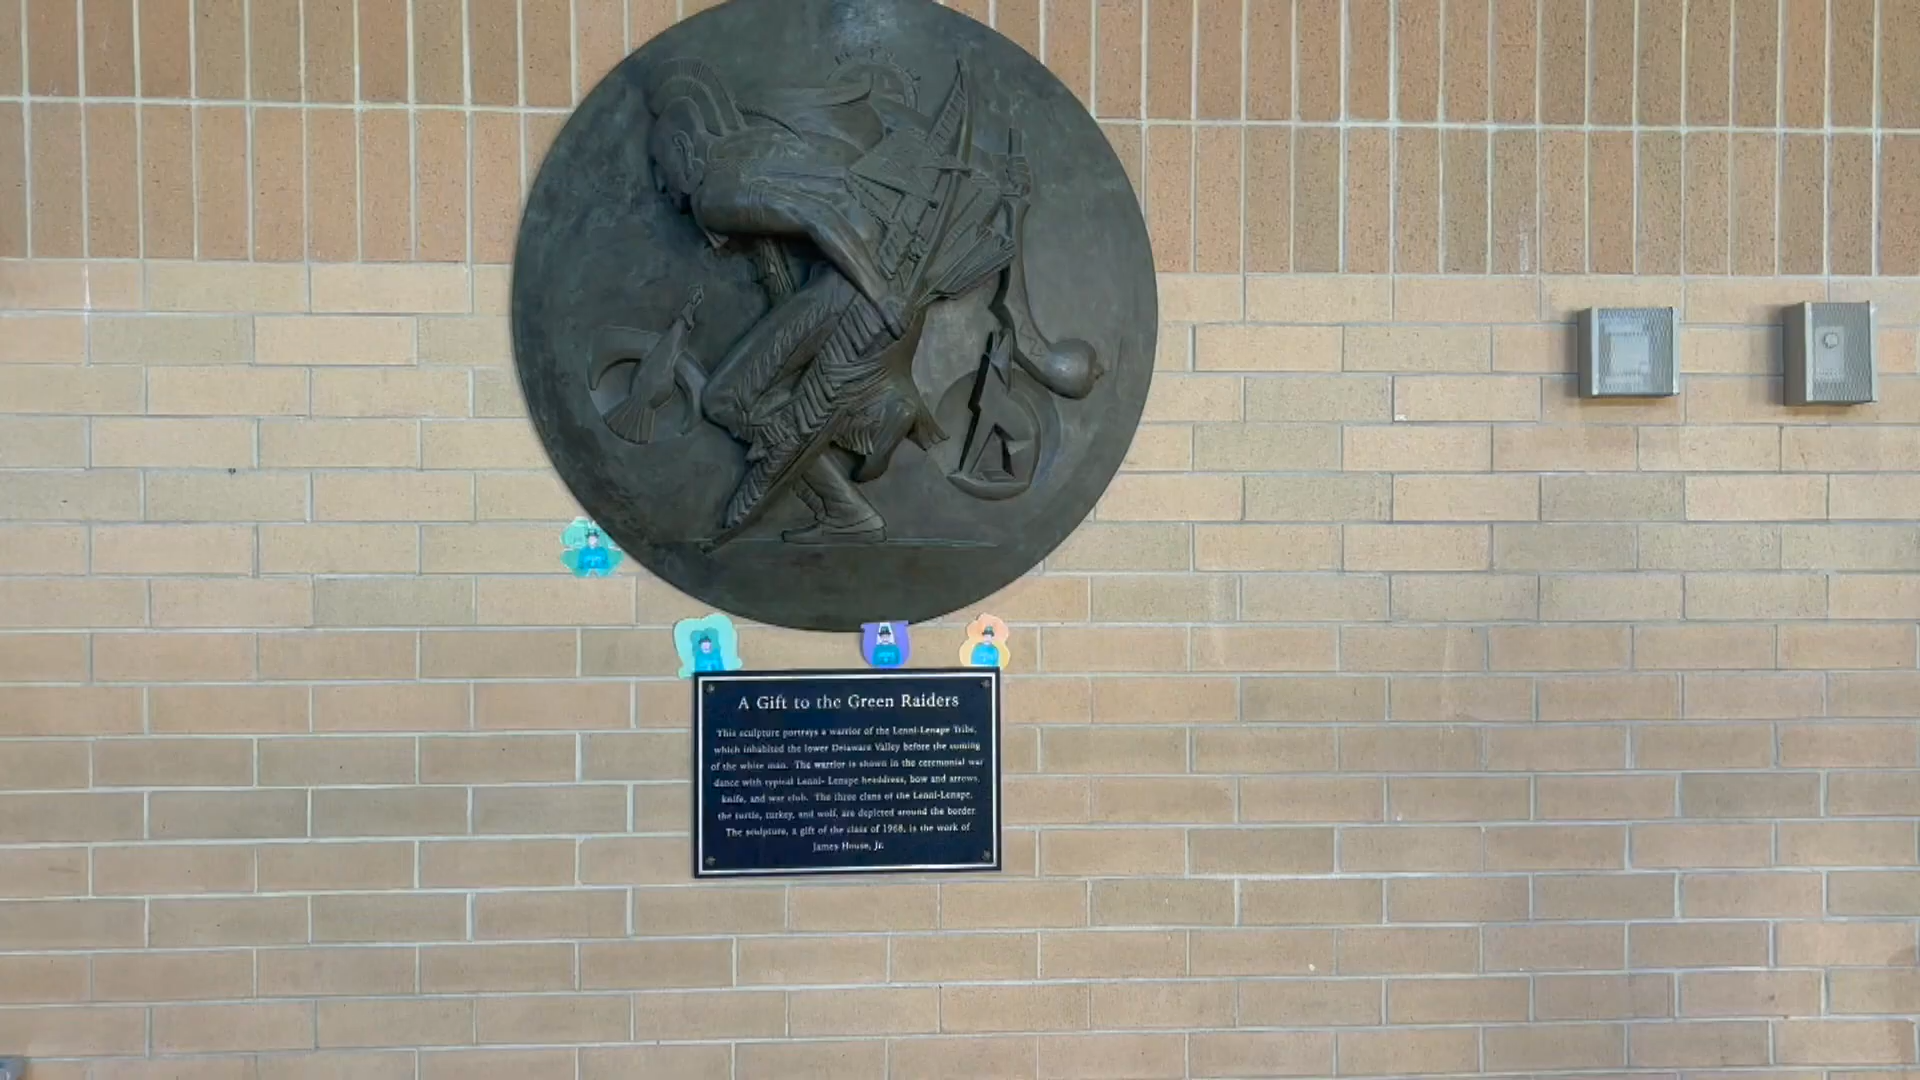 A Gift to the Green Raiders
This sculpture portrays a warrior of the Lenni-Lenape Tribe,
which inhabited the lower Delaware Valley before the coming
of the white man. The warrior is shown in the ceremonial war
dance with typical Lenni- Lenape headdress, bow and arrows,
knife, and war club. The three clans of the Lenni-Lenape,
the turtle, turkey, and wolf, are depicted around the border.
The sculpture, a gift of the class of 1968, is the work of
James House, Jr.